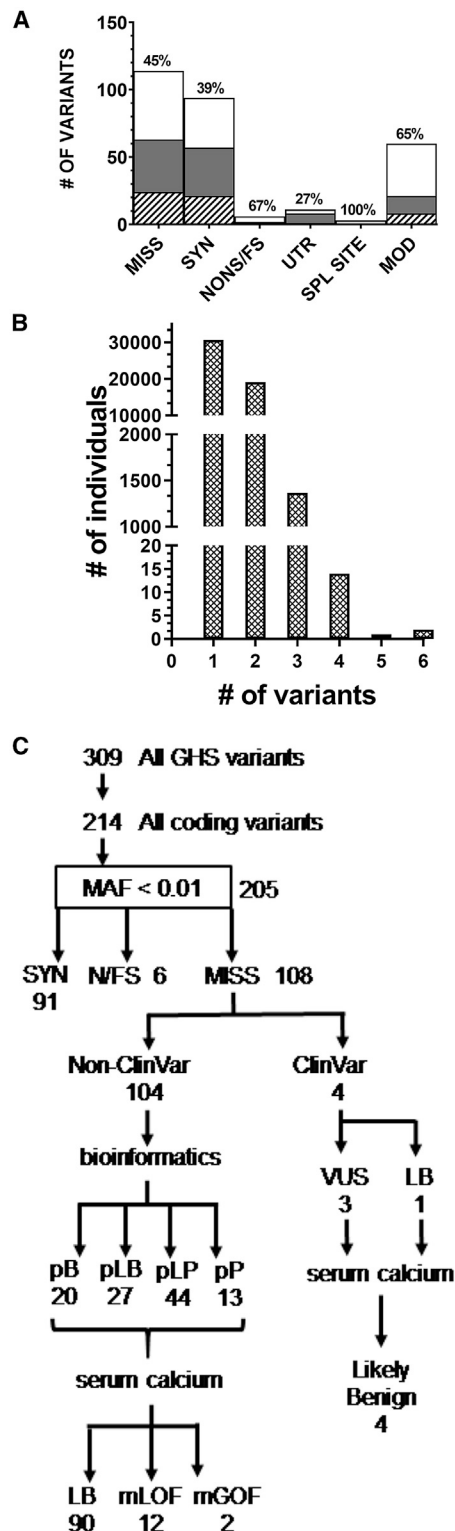 A
# OF VARIANTS
150
100
50
0
45%
39%
67%
27%
100%
65%
MISS
SYN
NONS/FS
UTR
SPL SITE
MOD
B
# of individuals
30000
20000
10000
2000
1500
1000
20
15
10
5
0
0 1 2 3 4 5 6
# of variants
C
309 All GHS variants
214 All coding variants
MAF < 0.01 205
SYN N/FS 6 MISS 108
91
Non-ClinVar ClinVar
104 4
bioinformatics
VUS LB
3 1
pB pLB pLP pP
20 27 44 13
serum calcium
serum calcium
Likely
Benign
4
LB mLOF mGOF
90 12 2